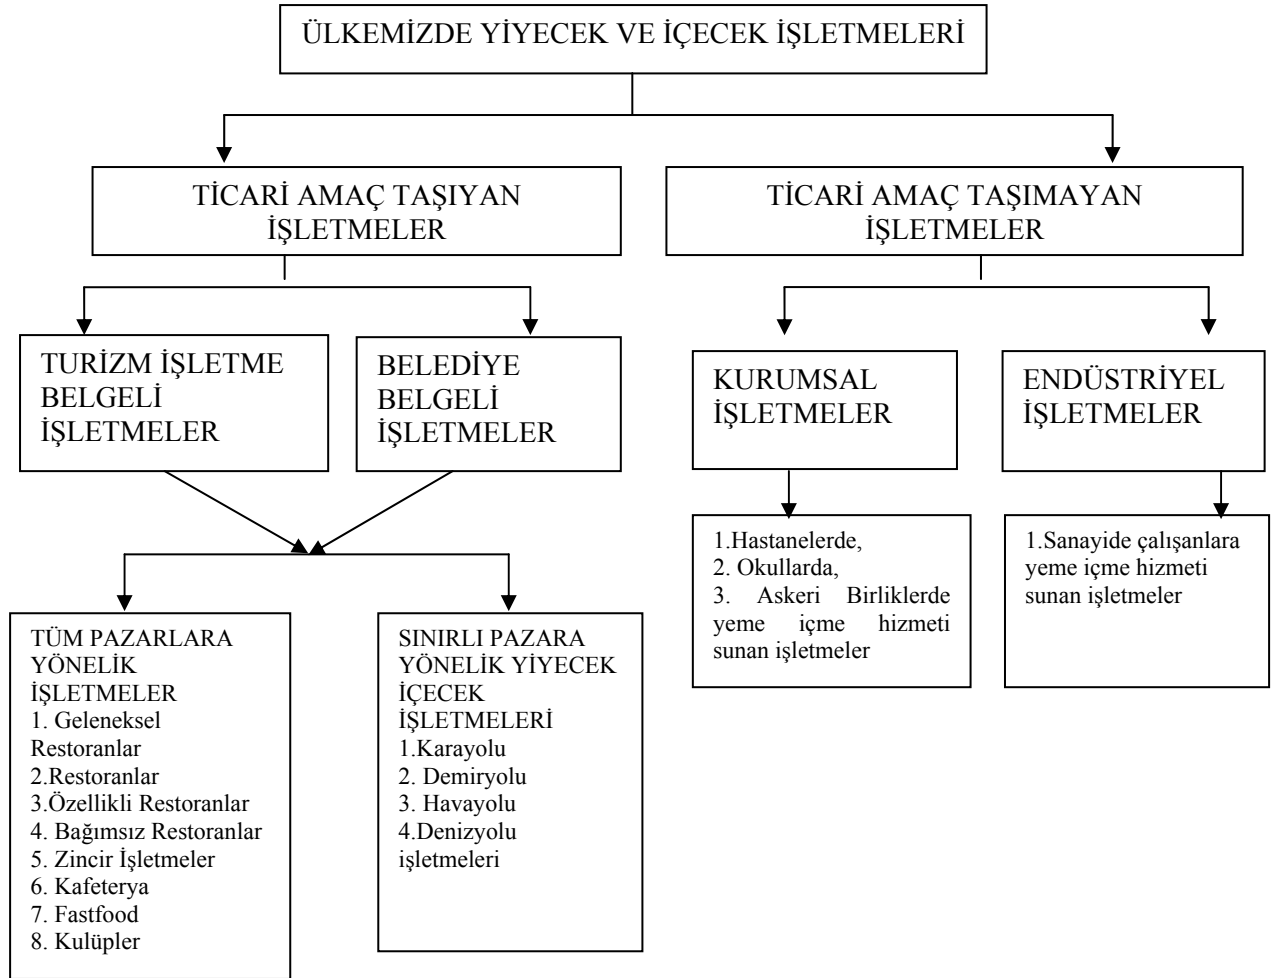 ÜLKEMİZDE YİYECEK VE İÇECEK İŞLETMELERİ
TİCARİ AMAÇ TAŞIYAN
İŞLETMELER
TİCARİ AMAÇ TAŞIMAYAN
İŞLETMELER
TURİZM İŞLETME
BELGELİ
İŞLETMELER
BELEDİYE
BELGELİ
İŞLETMELER
KURUMSAL
İŞLETMELER
ENDÜSTRİYEL
İŞLETMELER
1.Hastanelerde,
2. Okullarda,
3. Askeri Birliklerde
yeme içme hizmeti
sunan işletmeler
1.Sanayide çalışanlara
yeme içme hizmeti
sunan işletmeler
TÜM PAZARLARA
YÖNELİK
İŞLETMELER
1. Geleneksel
Restoranlar
2.Restoranlar
3.Özellikli Restoranlar
4. Bağımsız Restoranlar
5. Zincir İşletmeler
6. Kafeterya
7. Fastfood
8. Kulüpler
SINIRLI PAZARA
YÖNELİK YİYECEK
İÇECEK
İŞLETMELERİ
1.Karayolu
2. Demiryolu
3. Havayolu
4.Denizyolu
işletmeleri